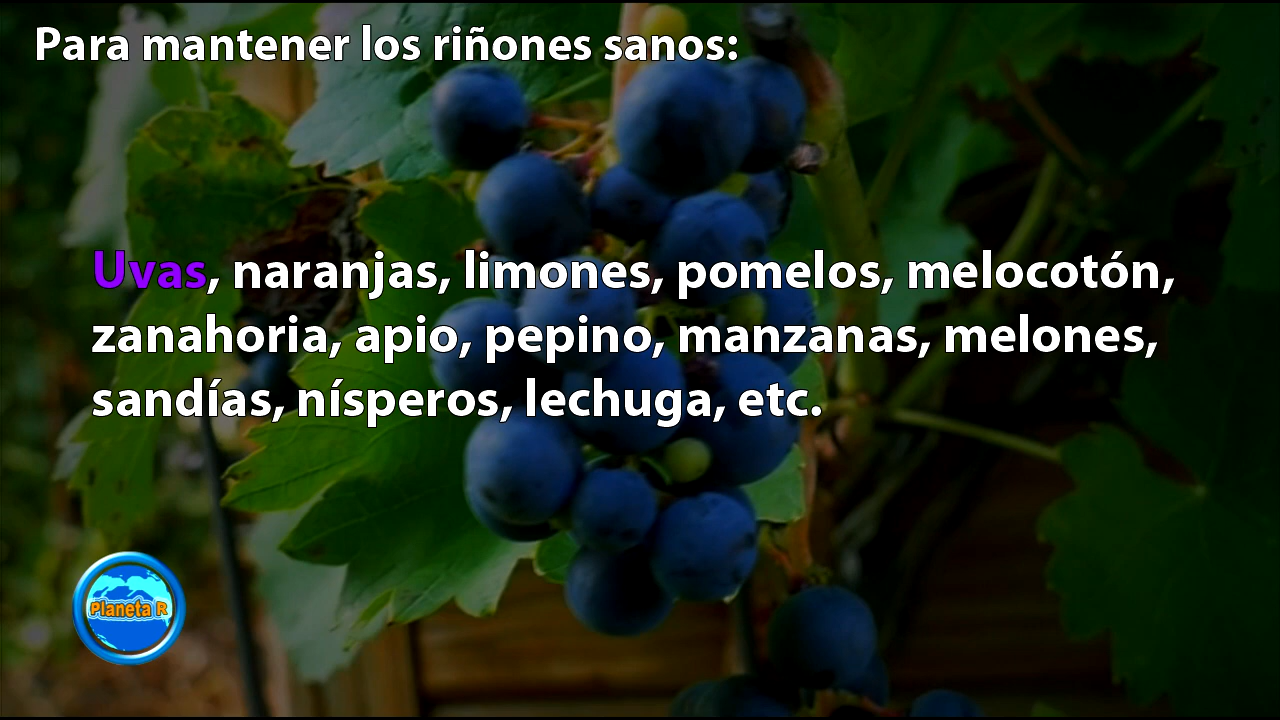 Para mantener los riñones sanos:
Uvas, naranjas, limones, pomelos, melocotón,
zanahoria, apio, pepino, manzanas, melones,
sandías, nísperos, lechuga, etc.
Planeta R